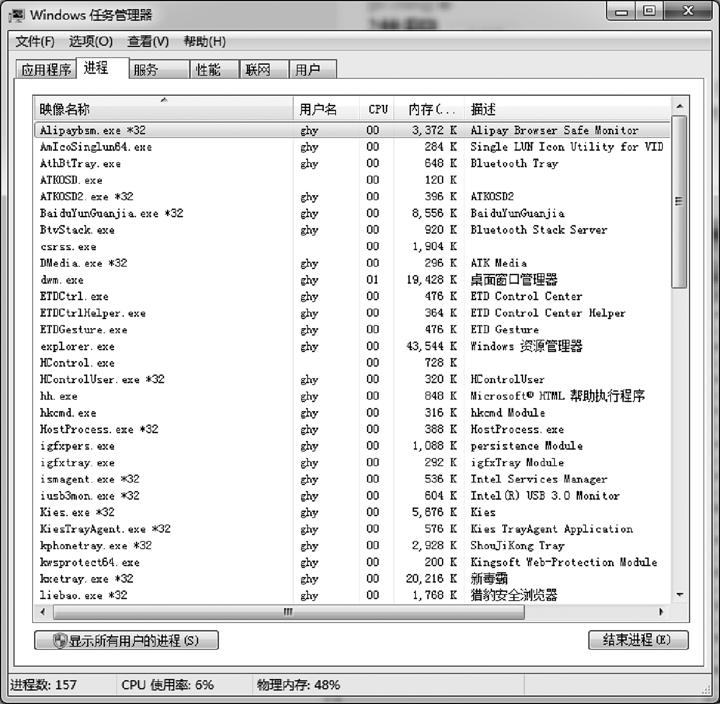 Windows 任务管理器
文件(F) 选项(O) 查看(V) 帮助(H)
应用程序 进程 服务 性能 联网 用户
映像名称 用户名 CPU 内存(... 描述
Alipaybsm.exe *32 ghy 00 3,372 K Alipay Browser Safe Monitor
AmIcoSinglun64.exe ghy 00 284 K Single LUN Icon Utility for VID
AthBtTray.exe ghy 00 648 K Bluetooth Tray
ATKOSD.exe 00 120 K
ATKOSD2.exe *32 ghy 00 396 K ATKOSD2
BaiduYunGuanjia.exe *32 ghy 00 8,556 K BaiduYunGuanjia
BtvStack.exe ghy 00 920 K Bluetooth Stack Server
csrss.exe 00 1,904 K
DMedia.exe *32 ghy 00 296 K ATK Media
dwm.exe ghy 01 19,428 K 桌面窗口管理器
ETDCtrl.exe ghy 00 476 K ETD Control Center
ETDCtrlHelper.exe ghy 00 364 K ETD Control Center Helper
ETDGesture.exe ghy 00 476 K ETD Gesture
explorer.exe ghy 00 43,544 K Windows 资源管理器
HControl.exe 00 728 K
HControlUser.exe *32 ghy 00 320 K HControlUser
hh.exe ghy 00 848 K Microsoft® HTML 帮助执行程序
hkcmd.exe ghy 00 316 K hkcmd Module
HostProcess.exe *32 ghy 00 388 K HostProcess.exe
igfxpers.exe ghy 00 1,088 K persistence Module
igfxtray.exe ghy 00 292 K igfxTray Module
ismagent.exe *32 ghy 00 536 K Intel Services Manager
iusb3mon.exe *32 ghy 00 604 K Intel(R) USB 3.0 Monitor
Kies.exe *32 ghy 00 5,676 K Kies
KiesTrayAgent.exe *32 ghy 00 576 K Kies TrayAgent Application
kphonetray.exe *32 ghy 00 2,928 K ShouJiKong Tray
kwsprotect64.exe ghy 00 200 K Kingsoft Web-Protection Module
kxetray.exe *32 ghy 00 20,216 K 新毒霸
liebao.exe *32 ghy 00 1,768 K 猎豹安全浏览器
显示所有用户的进程(S) 结束进程(E)
进程数: 157 CPU 使用率: 6% 物理内存: 48%